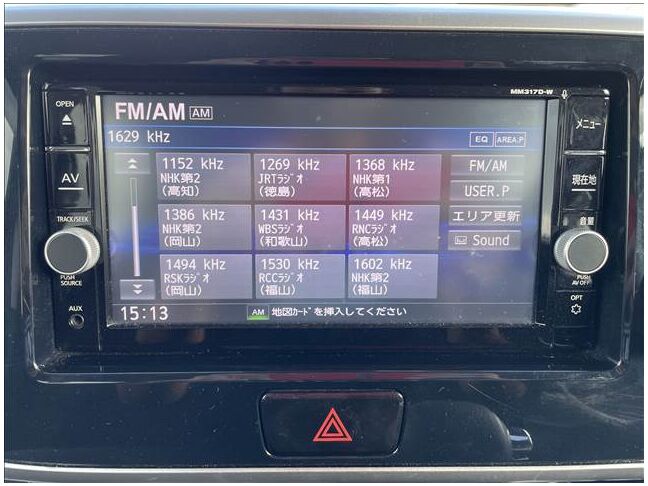 MM317D-W
OPEN
メニュー
FM/AM AM
1629 kHz
EQ AREA.P
AV
現在地
1152 kHz
NHK第2
(高知)
1269 kHz
JRTラジオ
(徳島)
1368 kHz
NHK第1
(高松)
FM/AM
USER.P
エリア更新
Sound
1386 kHz
NHK第2
(岡山)
1431 kHz
WBSラジオ
(和歌山)
1449 kHz
RNCラジオ
(高松)
TRACK/SEEK
音量
1494 kHz
RSKラジオ
(岡山)
1530 kHz
RCCラジオ
(福山)
1602 kHz
NHK第2
(福山)
PUSH
SOURCE
PUSH
AV OFF
AUX
OPT
15:13
AM 地図カードを挿入してください